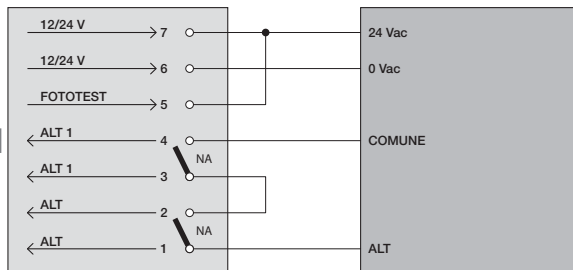 12/24 V 7 24 Vac
12/24 V 6 0 Vac
FOTOTEST 5
ALT 1 4 COMUNE
NA
ALT 1 3
ALT 2
NA
ALT 1 ALT